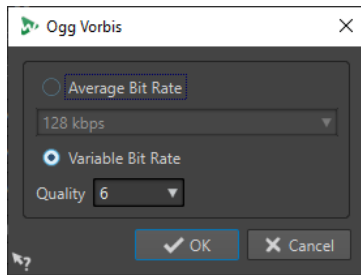 Ogg Vorbis
Average Bit Rate
128 kbps
Variable Bit Rate
Quality 6
OK Cancel
?